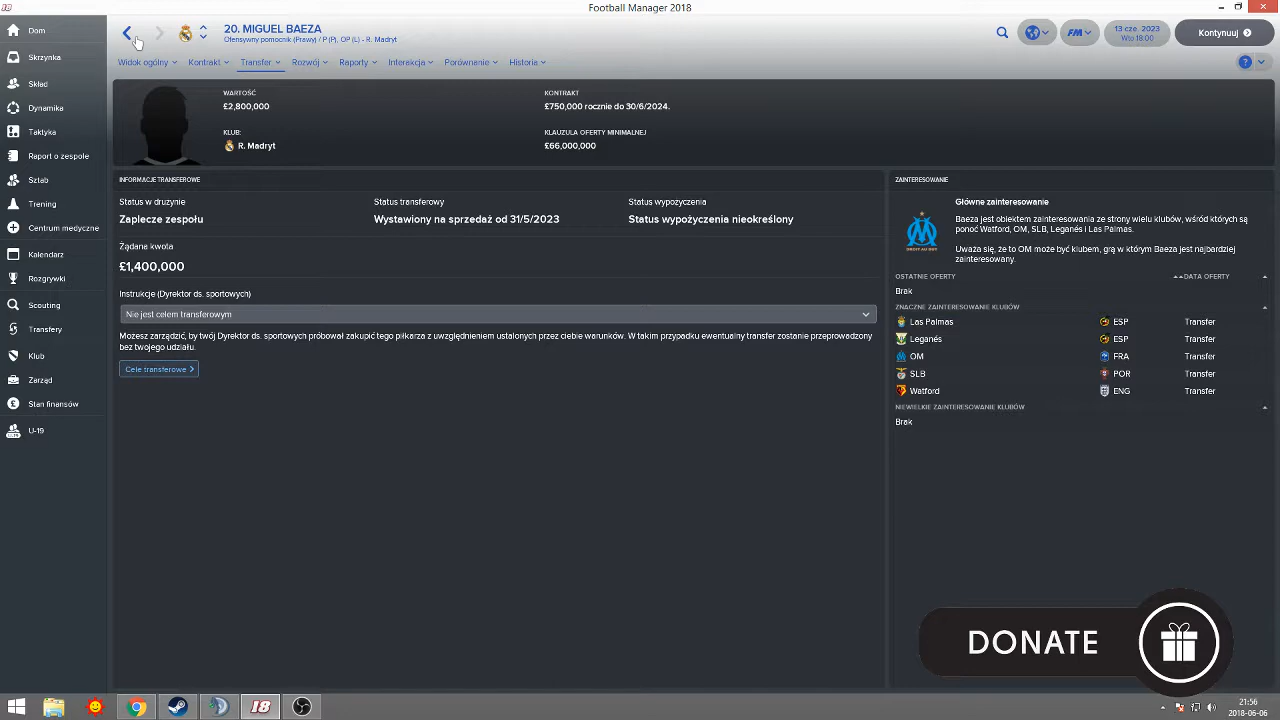 Football Manager 2018
Dom
Skrzynka
Skład
Dynamika
Taktyka
Raport o zespole
Sztab
Trening
Centrum medyczne
Kalendarz
Rozgrywki
Scouting
Transfery
Klub
Zarząd
Stan finansów
U-19
20. MIGUEL BAEZA
Ofensywny pomocnik (Prawy) / P (P), OP (L) - R. Madryt
FM
13 cze. 2023
Wto 18:00
Kontynuuj
Widok ogólny
Kontrakt
Transfer
Rozwój
Raporty
Interakcja
Porównanie
Historia
?
WARTOŚĆ
£2,800,000
KLUB:
R. Madryt
KONTRAKT
£750,000 rocznie do 30/6/2024.
KLAUZULA OFERTY MINIMALNEJ
£66,000,000
INFORMACJE TRANSFEROWE
Status w drużynie
Zaplecze zespołu
Status transferowy
Wystawiony na sprzedaż od 31/5/2023
Status wypożyczenia
Status wypożyczenia nieokreślony
Żądana kwota
£1,400,000
Instrukcje (Dyrektor ds. sportowych)
Nie jest celem transferowym
Możesz zarządzić, by twój Dyrektor ds. sportowych próbował zakupić tego piłkarza z uwzględnieniem ustalonych przez ciebie warunków. W takim przypadku ewentualny transfer zostanie przeprowadzony
bez twojego udziału.
Cele transferowe
ZAINTERESOWANIE
Główne zainteresowanie
Baeza jest obiektem zainteresowania ze strony wielu klubów, wśród których są
ponoć Watford, OM, SLB, Leganés i Las Palmas.
Uważa się, że to OM może być klubem, grą w którym Baeza jest najbardziej
zainteresowany.
OSTATNIE OFERTY
DATA OFERTY
Brak
ZNACZNE ZAINTERESOWANIE KLUBÓW
Las Palmas ESP Transfer
Leganés ESP Transfer
OM FRA Transfer
SLB POR Transfer
Watford ENG Transfer
NIEWIELKIE ZAINTERESOWANIE KLUBÓW
Brak
DONATE
18
21:56
2018-06-06